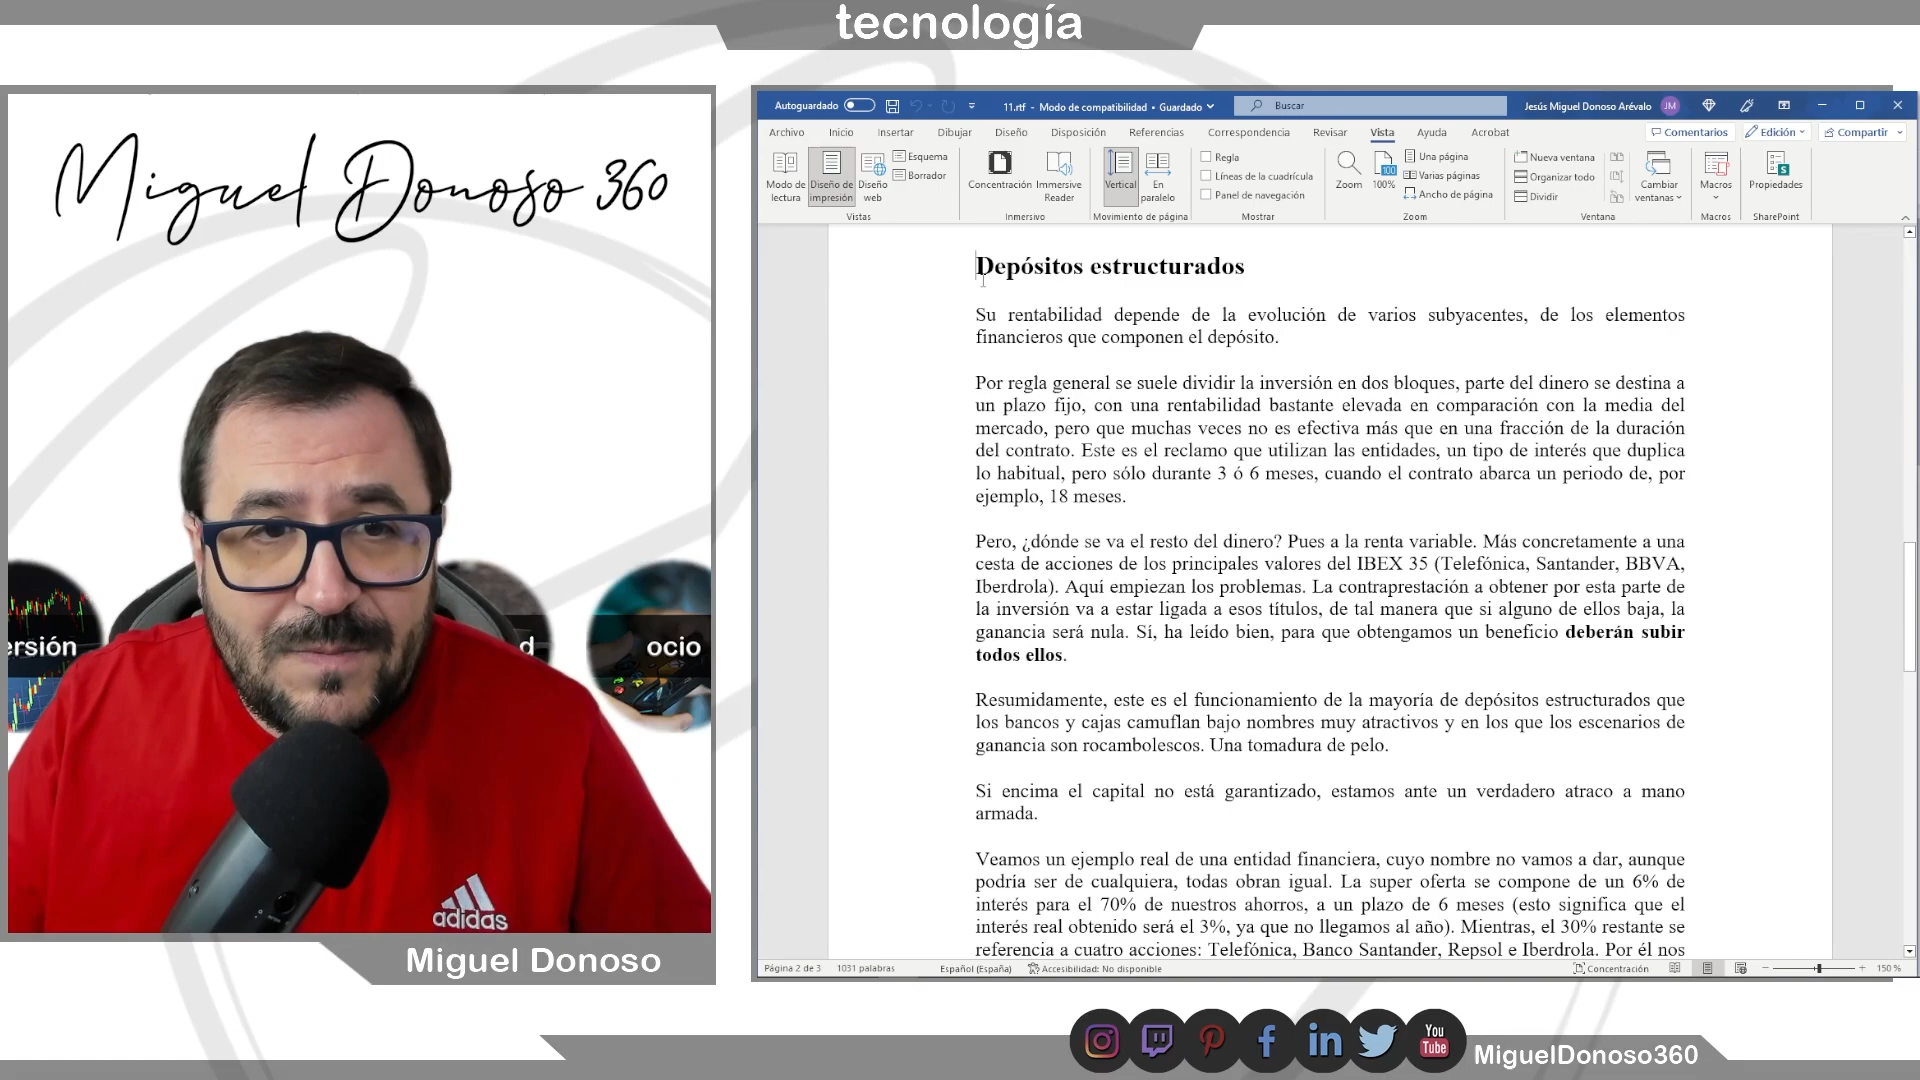 tecnología
Miguel Donoso 360
ersión
d
ocio
adidas
Miguel Donoso
Autoguardado
11.rtf - Modo de compatibilidad • Guardado
Buscar
Jesús Miguel Donoso Arévalo
JM
Archivo Inicio Insertar Dibujar Diseño Disposición Referencias Correspondencia Revisar Vista Ayuda Acrobat
Comentarios
Edición
Compartir
Modo de lectura
Diseño de impresión
Diseño web
Esquema
Borrador
Vistas
Concentración
Immersive Reader
Inmersivo
Vertical
En paralelo
Movimiento de página
Regla
Líneas de la cuadrícula
Panel de navegación
Mostrar
Zoom
100
100%
Una página
Varias páginas
Ancho de página
Zoom
Nueva ventana
Organizar todo
Dividir
Cambiar ventanas
Ventana
Macros
Macros
Propiedades
SharePoint
Depósitos estructurados
Su rentabilidad depende de la evolución de varios subyacentes, de los elementos
financieros que componen el depósito.
Por regla general se suele dividir la inversión en dos bloques, parte del dinero se destina a
un plazo fijo, con una rentabilidad bastante elevada en comparación con la media del
mercado, pero que muchas veces no es efectiva más que en una fracción de la duración
del contrato. Este es el reclamo que utilizan las entidades, un tipo de interés que duplica
lo habitual, pero sólo durante 3 ó 6 meses, cuando el contrato abarca un periodo de, por
ejemplo, 18 meses.
Pero, ¿dónde se va el resto del dinero? Pues a la renta variable. Más concretamente a una
cesta de acciones de los principales valores del IBEX 35 (Telefónica, Santander, BBVA,
Iberdrola). Aquí empiezan los problemas. La contraprestación a obtener por esta parte de
la inversión va a estar ligada a esos títulos, de tal manera que si alguno de ellos baja, la
ganancia será nula. Sí, ha leído bien, para que obtengamos un beneficio deberán subir
todos ellos.
Resumidamente, este es el funcionamiento de la mayoría de depósitos estructurados que
los bancos y cajas camuflan bajo nombres muy atractivos y en los que los escenarios de
ganancia son rocambolescos. Una tomadura de pelo.
Si encima el capital no está garantizado, estamos ante un verdadero atraco a mano
armada.
Veamos un ejemplo real de una entidad financiera, cuyo nombre no vamos a dar, aunque
podría ser de cualquiera, todas obran igual. La super oferta se compone de un 6% de
interés para el 70% de nuestros ahorros, a un plazo de 6 meses (esto significa que el
interés real obtenido será el 3%, ya que no llegamos al año). Mientras, el 30% restante se
referencia a cuatro acciones: Telefónica, Banco Santander, Repsol e Iberdrola. Por él nos
Página 2 de 3
1031 palabras
Español (España)
Accesibilidad: No disponible
Concentración
150 %
in
You
Tube
MiguelDonoso360